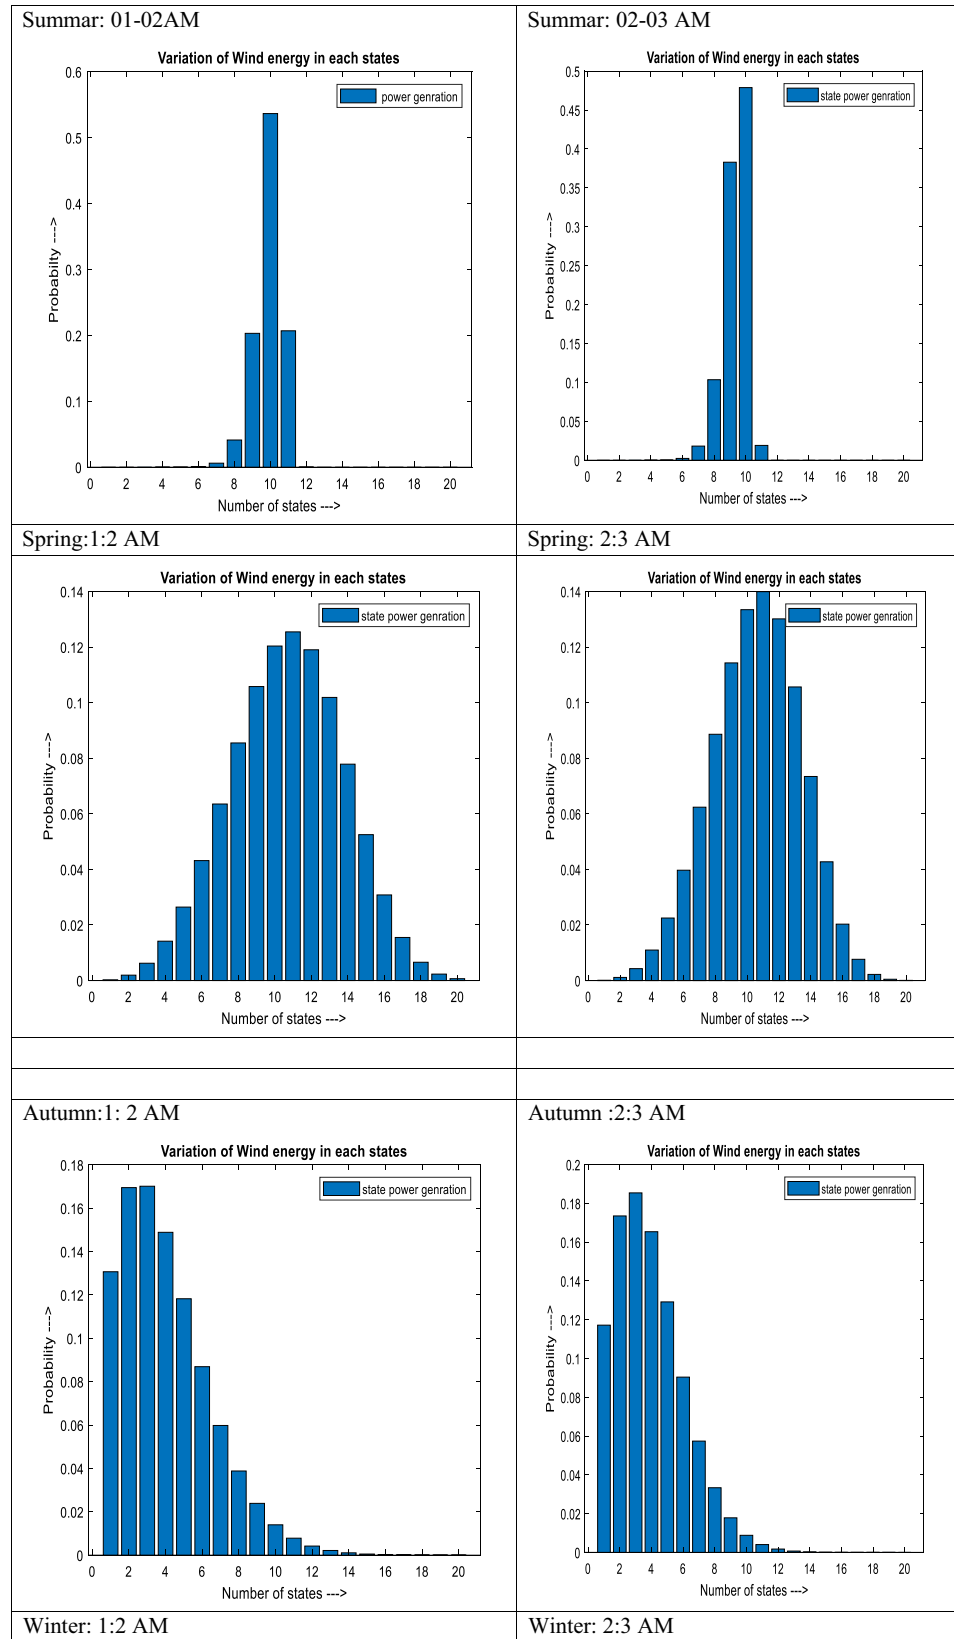 Summar: 01-02AM
Summar: 02-03 AM
Variation of Wind energy in each states
power genration
0.6
0.5
0.4
0.3
0.2
0.1
0
Probabilty --->
0 2 4 6 8 10 12 14 16 18 20
Number of states --->
Variation of Wind energy in each states
state power genration
0.5
0.45
0.4
0.35
0.3
0.25
0.2
0.15
0.1
0.05
0
Probability --->
0 2 4 6 8 10 12 14 16 18 20
Number of states --->
Spring:1:2 AM
Spring: 2:3 AM
Variation of Wind energy in each states
state power genration
0.14
0.12
0.1
0.08
0.06
0.04
0.02
0
Probability --->
0 2 4 6 8 10 12 14 16 18 20
Number of states --->
Variation of Wind energy in each states
state power genration
0.14
0.12
0.1
0.08
0.06
0.04
0.02
0
Probability --->
0 2 4 6 8 10 12 14 16 18 20
Number of states --->
Autumn:1: 2 AM
Autumn :2:3 AM
Variation of Wind energy in each states
state power genration
0.18
0.16
0.14
0.12
0.1
0.08
0.06
0.04
0.02
0
Probability --->
0 2 4 6 8 10 12 14 16 18 20
Number of states --->
Variation of Wind energy in each states
state power genration
0.2
0.18
0.16
0.14
0.12
0.1
0.08
0.06
0.04
0.02
0
Probability --->
0 2 4 6 8 10 12 14 16 18 20
Number of states --->
Winter: 1:2 AM
Winter: 2:3 AM